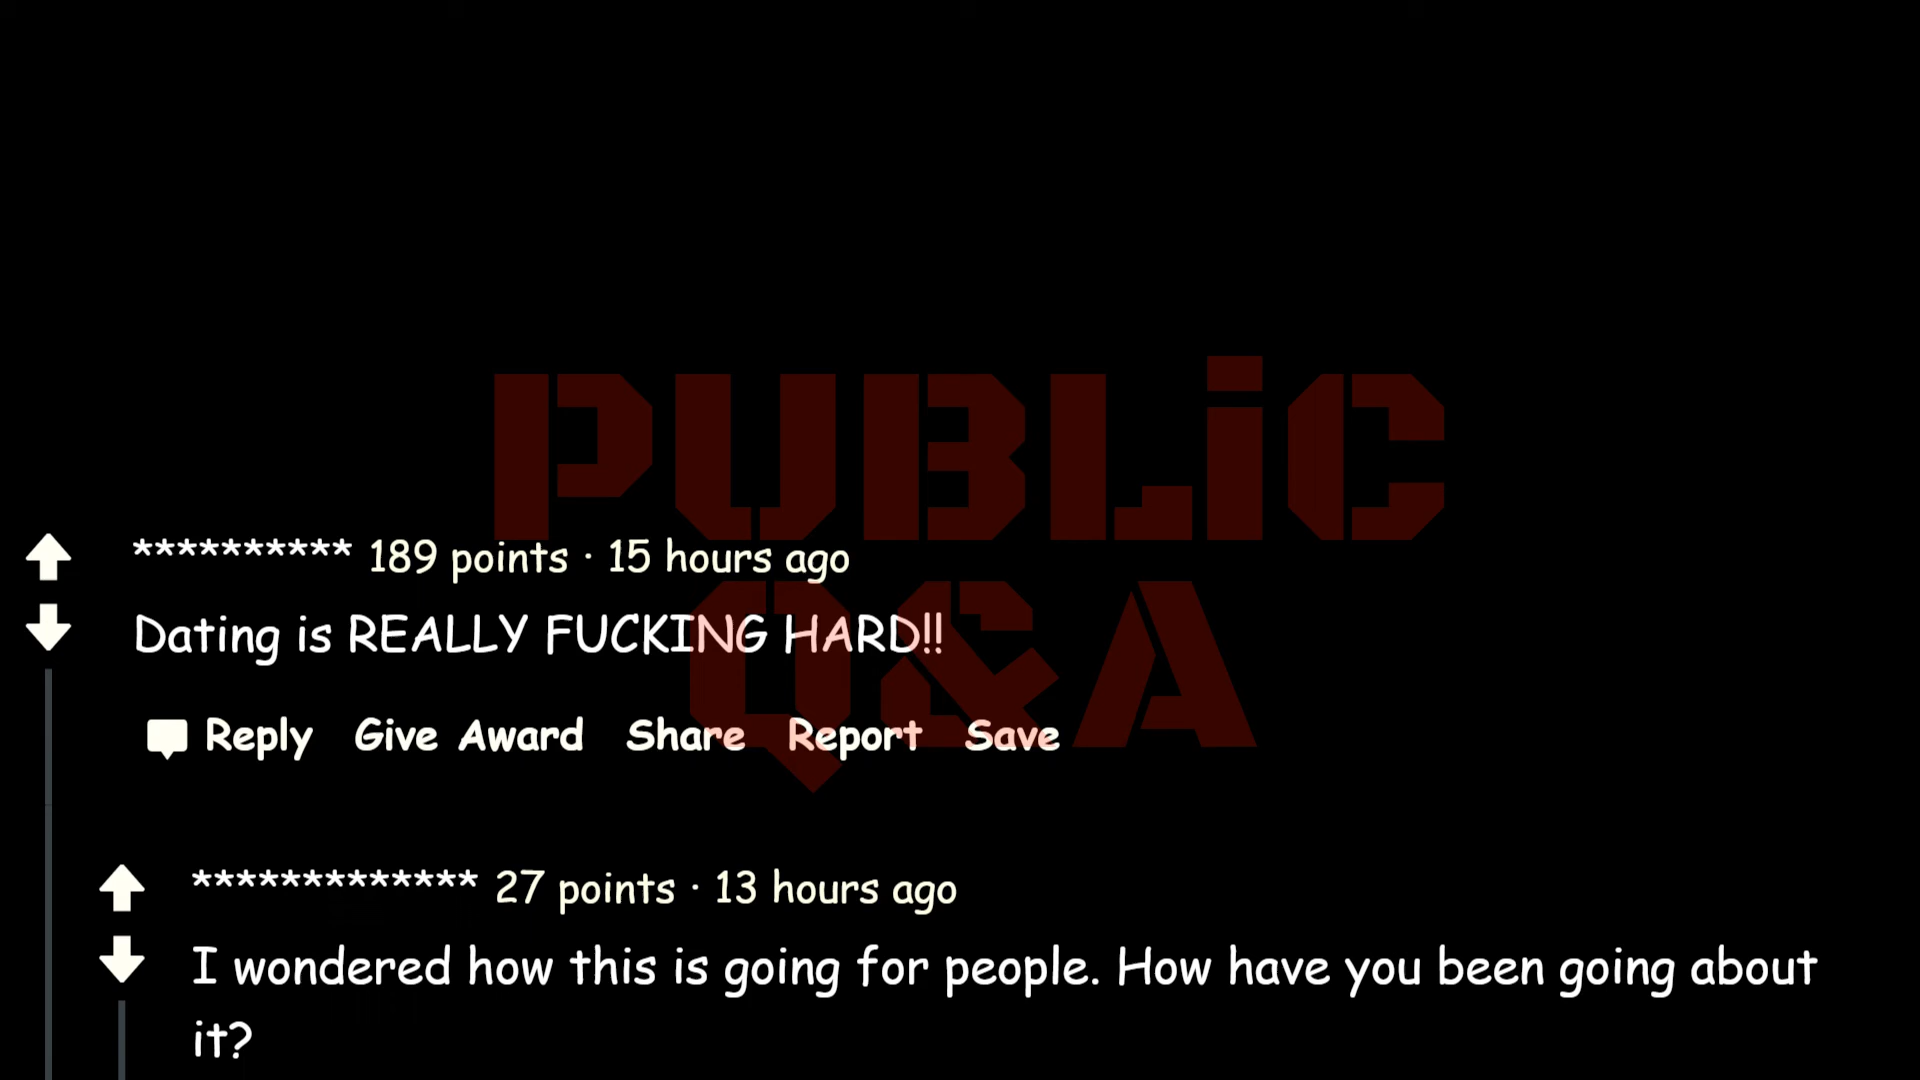 PUBLiC
Q&A
********** 189 points · 15 hours ago
Dating is REALLY FUCKING HARD!!
Reply Give Award Share Report Save
************* 27 points · 13 hours ago
I wondered how this is going for people. How have you been going about
it?